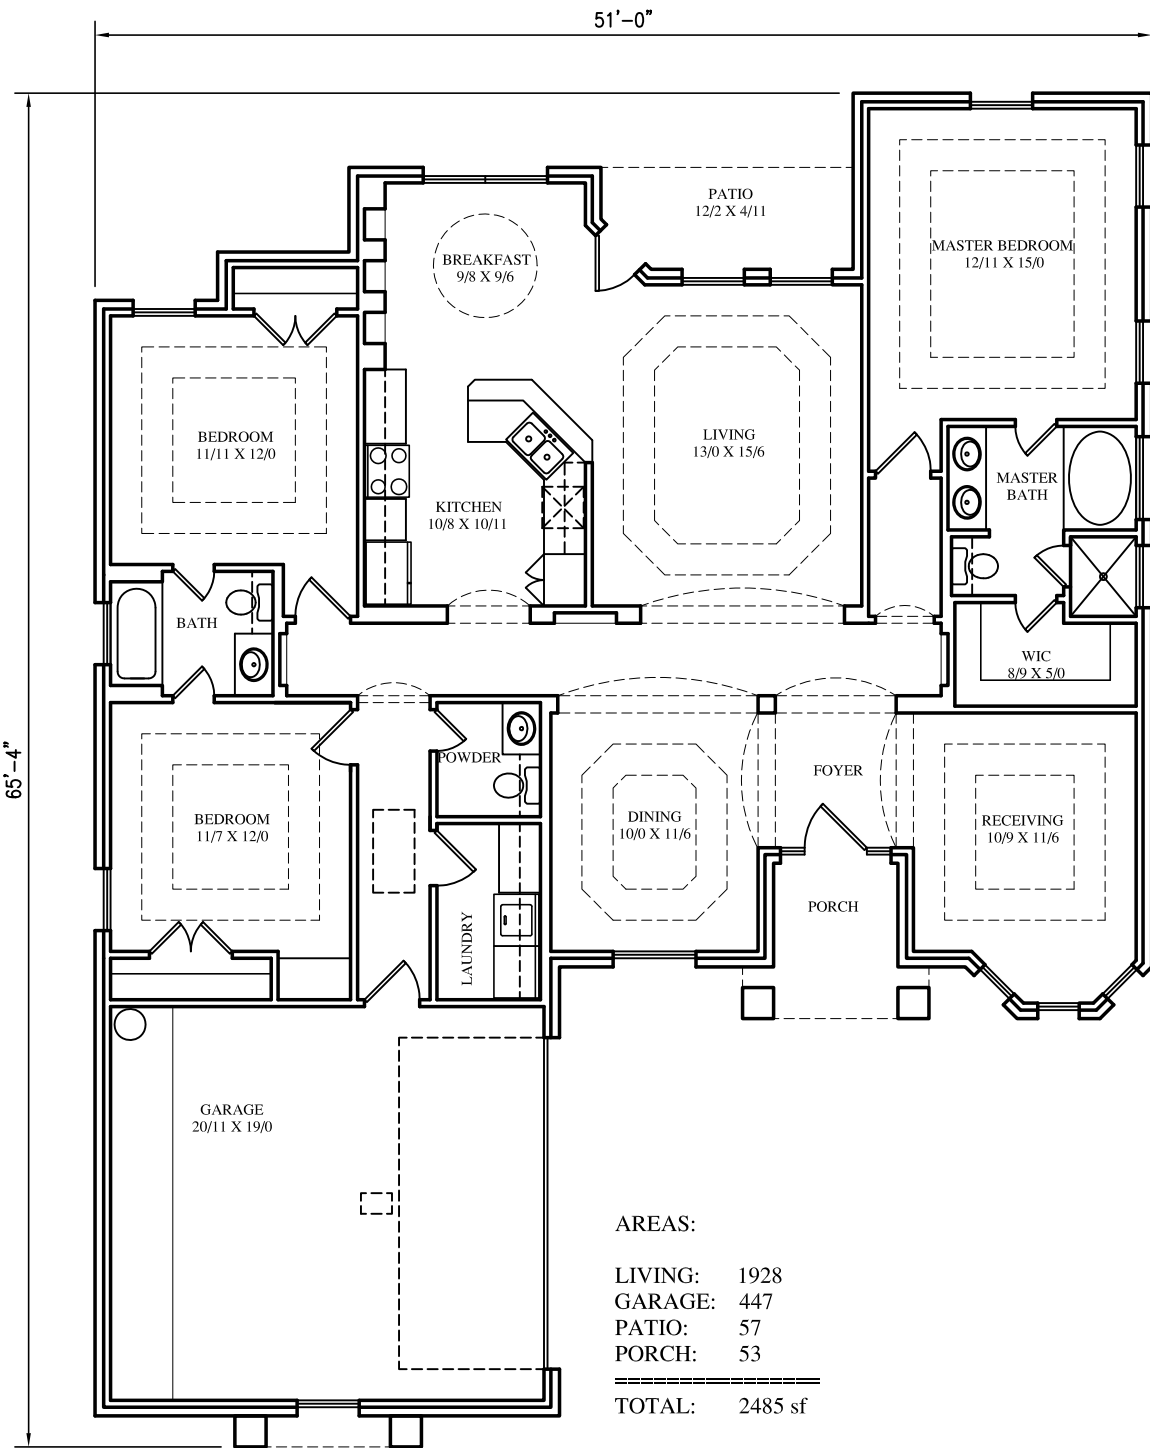 51'-0"
65'-4"
PATIO
12/2 X 4/11
MASTER BEDROOM
12/11 X 15/0
BREAKFAST
9/8 X 9/6
BEDROOM
11/11 X 12/0
LIVING
13/0 X 15/6
MASTER
BATH
KITCHEN
10/8 X 10/11
BATH
WIC
8/9 X 5/0
POWDER
FOYER
BEDROOM
11/7 X 12/0
DINING
10/0 X 11/6
RECEIVING
10/9 X 11/6
PORCH
LAUNDRY
GARAGE
20/11 X 19/0
AREAS:
LIVING: 1928
GARAGE: 447
PATIO: 57
PORCH: 53
================
TOTAL: 2485 sf